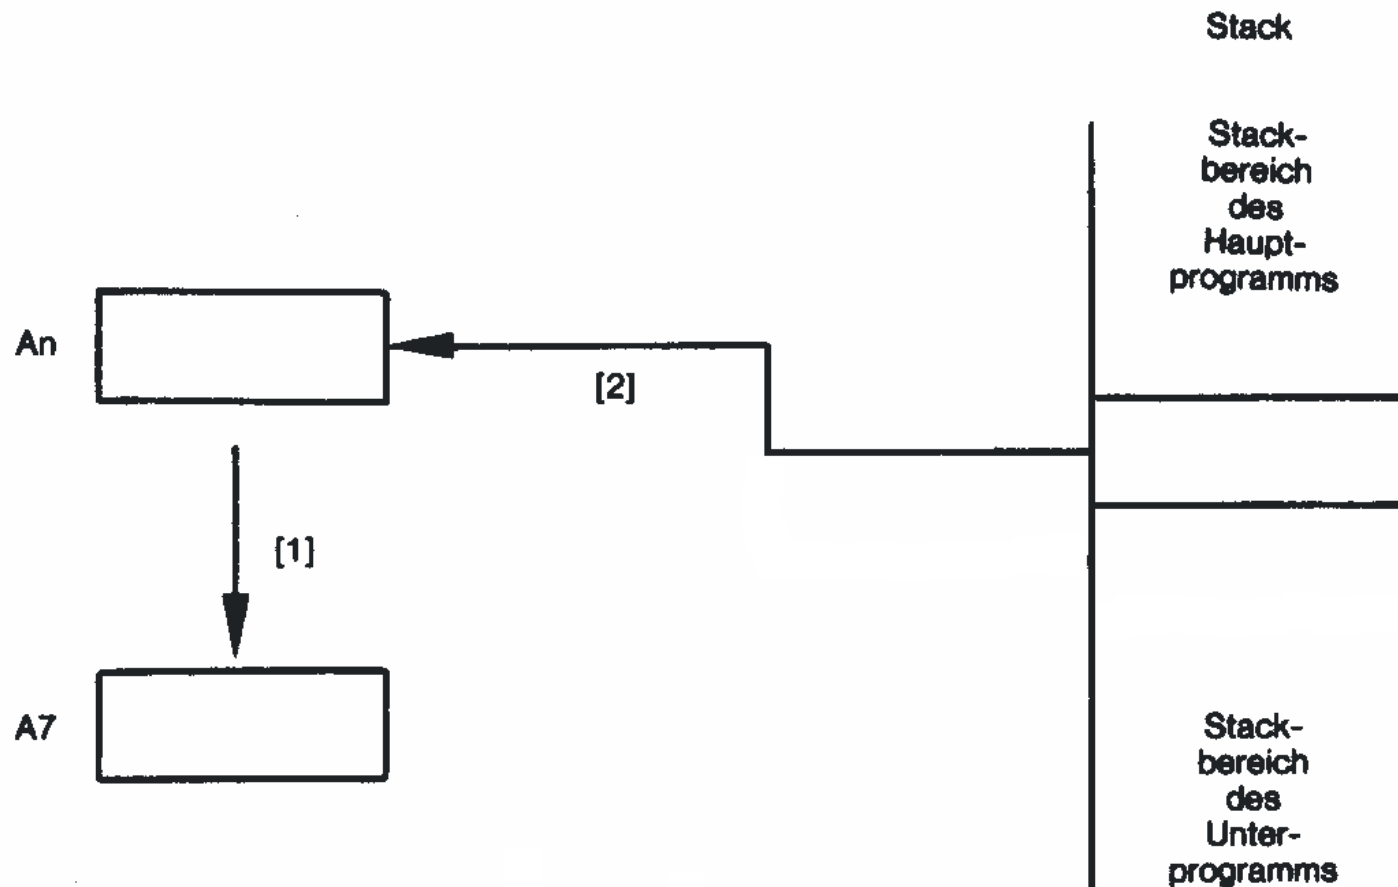 Stack
Stack-
bereich
des
Haupt-
programms
An
[2]
[1]
A7
Stack-
bereich
des
Unter-
programms